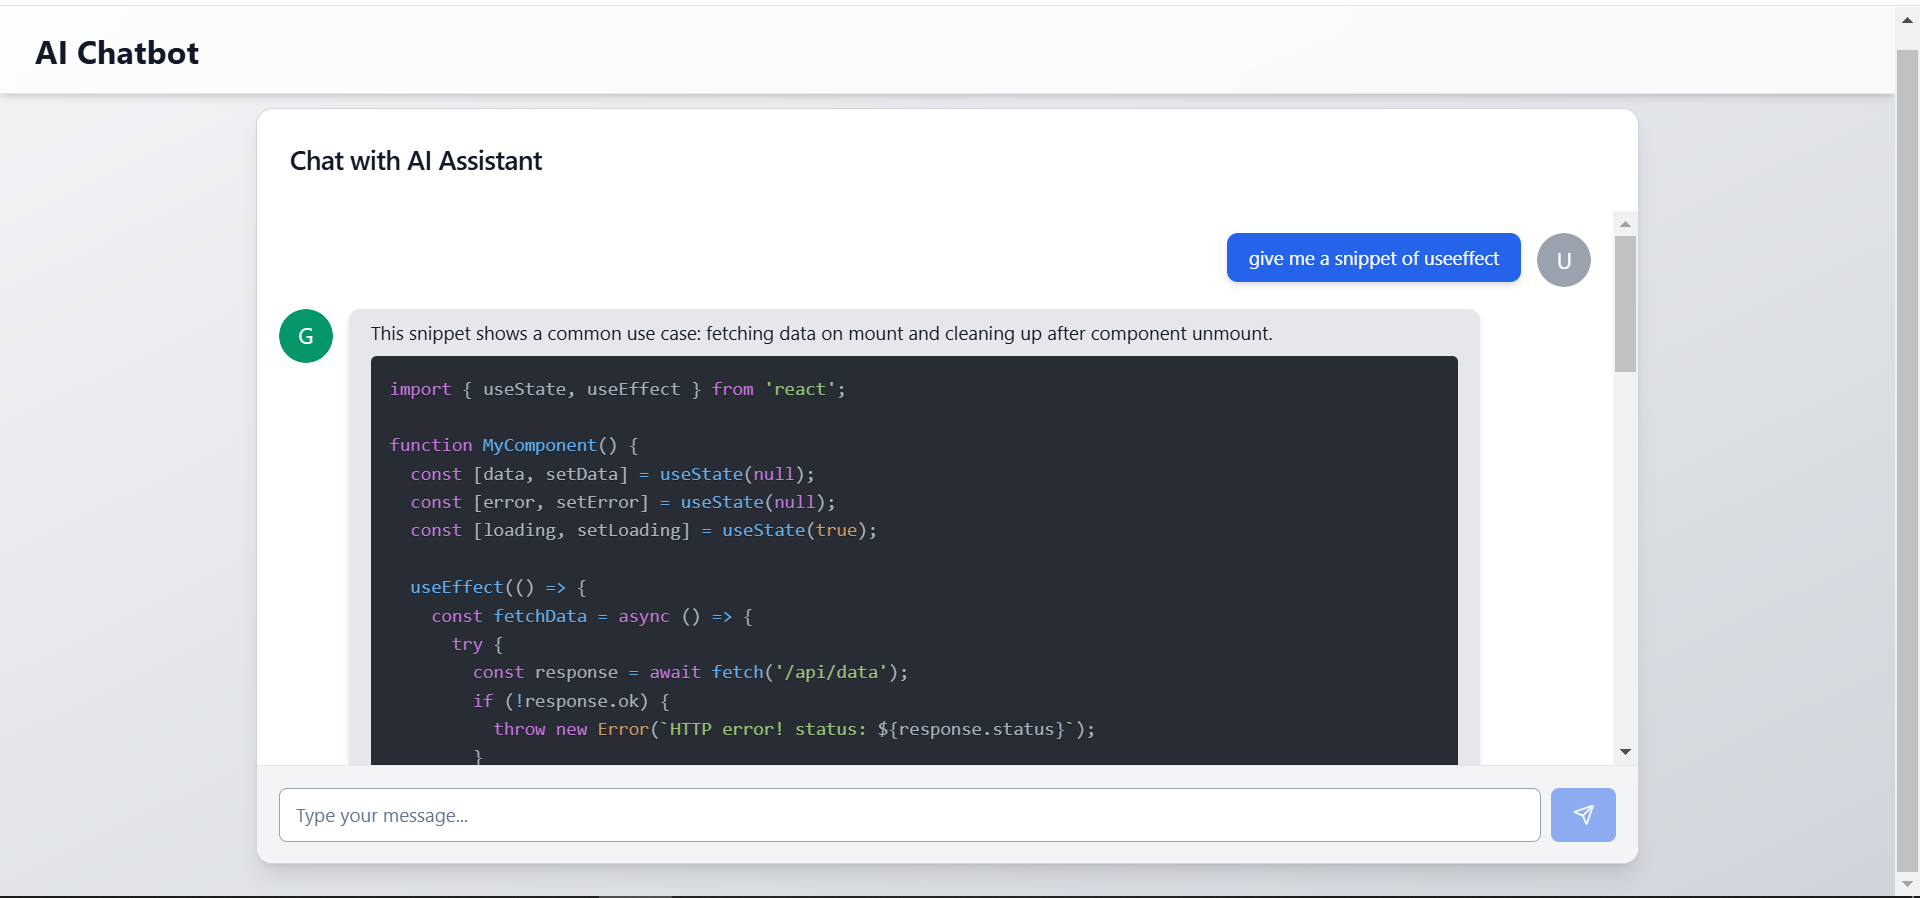 AI Chatbot
Chat with AI Assistant
give me a snippet of useeffect
U
G
This snippet shows a common use case: fetching data on mount and cleaning up after component unmount.
import { useState, useEffect } from 'react';
function MyComponent() {
  const [data, setData] = useState(null);
  const [error, setError] = useState(null);
  const [loading, setLoading] = useState(true);
  useEffect(() => {
    const fetchData = async () => {
      try {
        const response = await fetch('/api/data');
        if (!response.ok) {
          throw new Error(`HTTP error! status: ${response.status}`);
        }
Type your message...